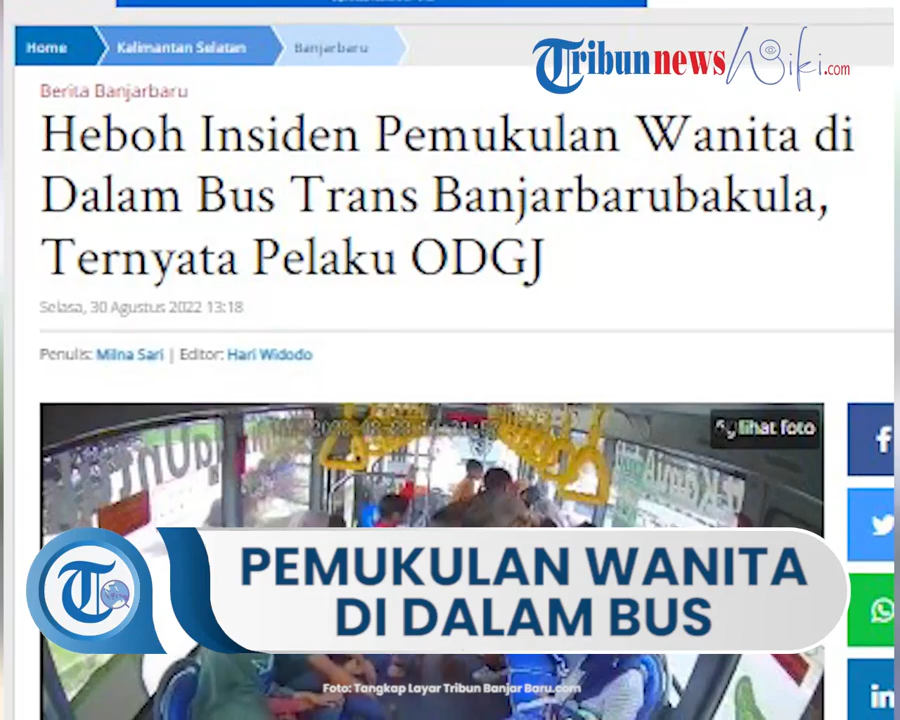 Home Kalimantan Selatan Banjarbaru
Tribunnewswiki.com
Berita Banjarbaru
Heboh Insiden Pemukulan Wanita di
Dalam Bus Trans Banjarbarubakula,
Ternyata Pelaku ODGJ
Selasa, 30 Agustus 2022 13:18
Penulis: Milna Sari | Editor: Hari Widodo
lihat foto
f
PEMUKULAN WANITA
DI DALAM BUS
T
in
Foto: Tangkap Layar Tribun Banjar Baru.com